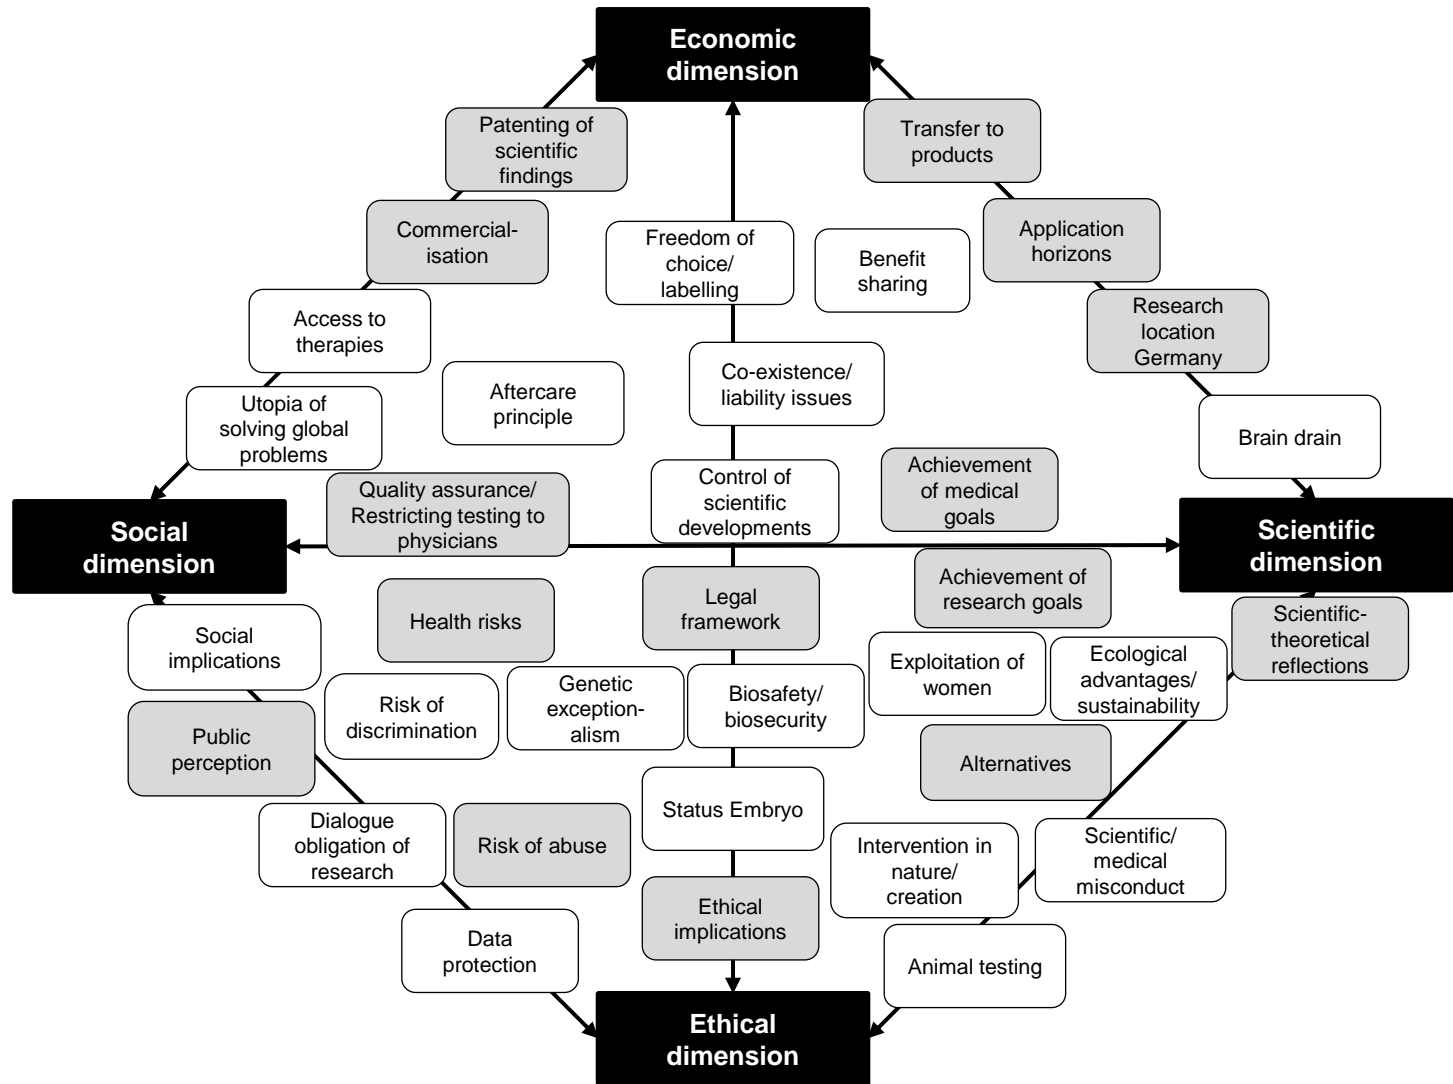 Economic
dimension
Patenting of
scientific
findings
Transfer to
products
Commercial-
isation
Freedom of
choice/
labelling
Benefit
sharing
Application
horizons
Access to
therapies
Research
location
Germany
Aftercare
principle
Co-existence/
liability issues
Utopia of
solving global
problems
Brain drain
Quality assurance/
Restricting testing to
physicians
Control of
scientific
developments
Achievement
of medical
goals
Social
dimension
Scientific
dimension
Social
implications
Health risks
Legal
framework
Achievement of
research goals
Scientific-
theoretical
reflections
Exploitation of
women
Ecological
advantages/
sustainability
Public
perception
Risk of
discrimination
Genetic
exception-
alism
Biosafety/
biosecurity
Alternatives
Dialogue
obligation of
research
Risk of abuse
Status Embryo
Intervention in
nature/
creation
Scientific/
medical
misconduct
Data
protection
Ethical
implications
Animal testing
Ethical
dimension